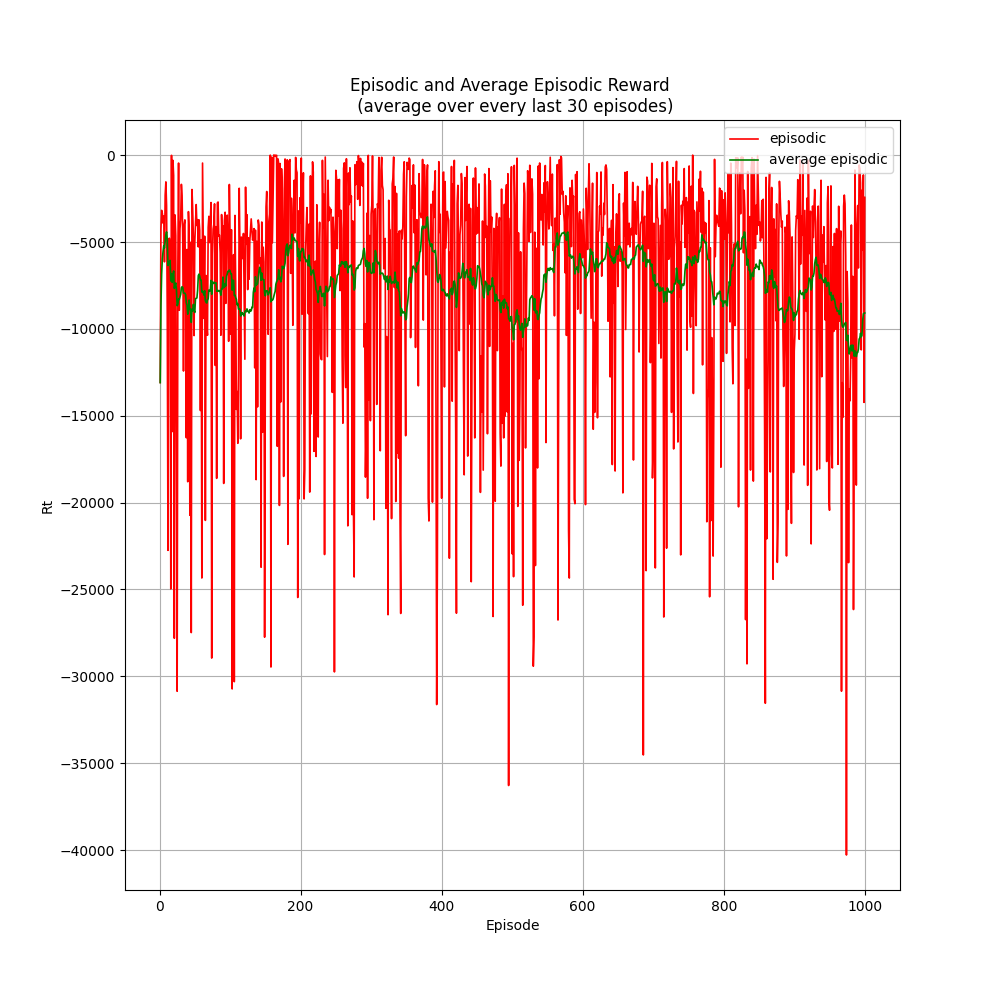 Episodic and Average Episodic Reward
(average over every last 30 episodes)
episodic
average episodic
0
−5000
−10000
−15000
−20000
−25000
−30000
−35000
−40000
Rt
0 200 400 600 800 1000
Episode